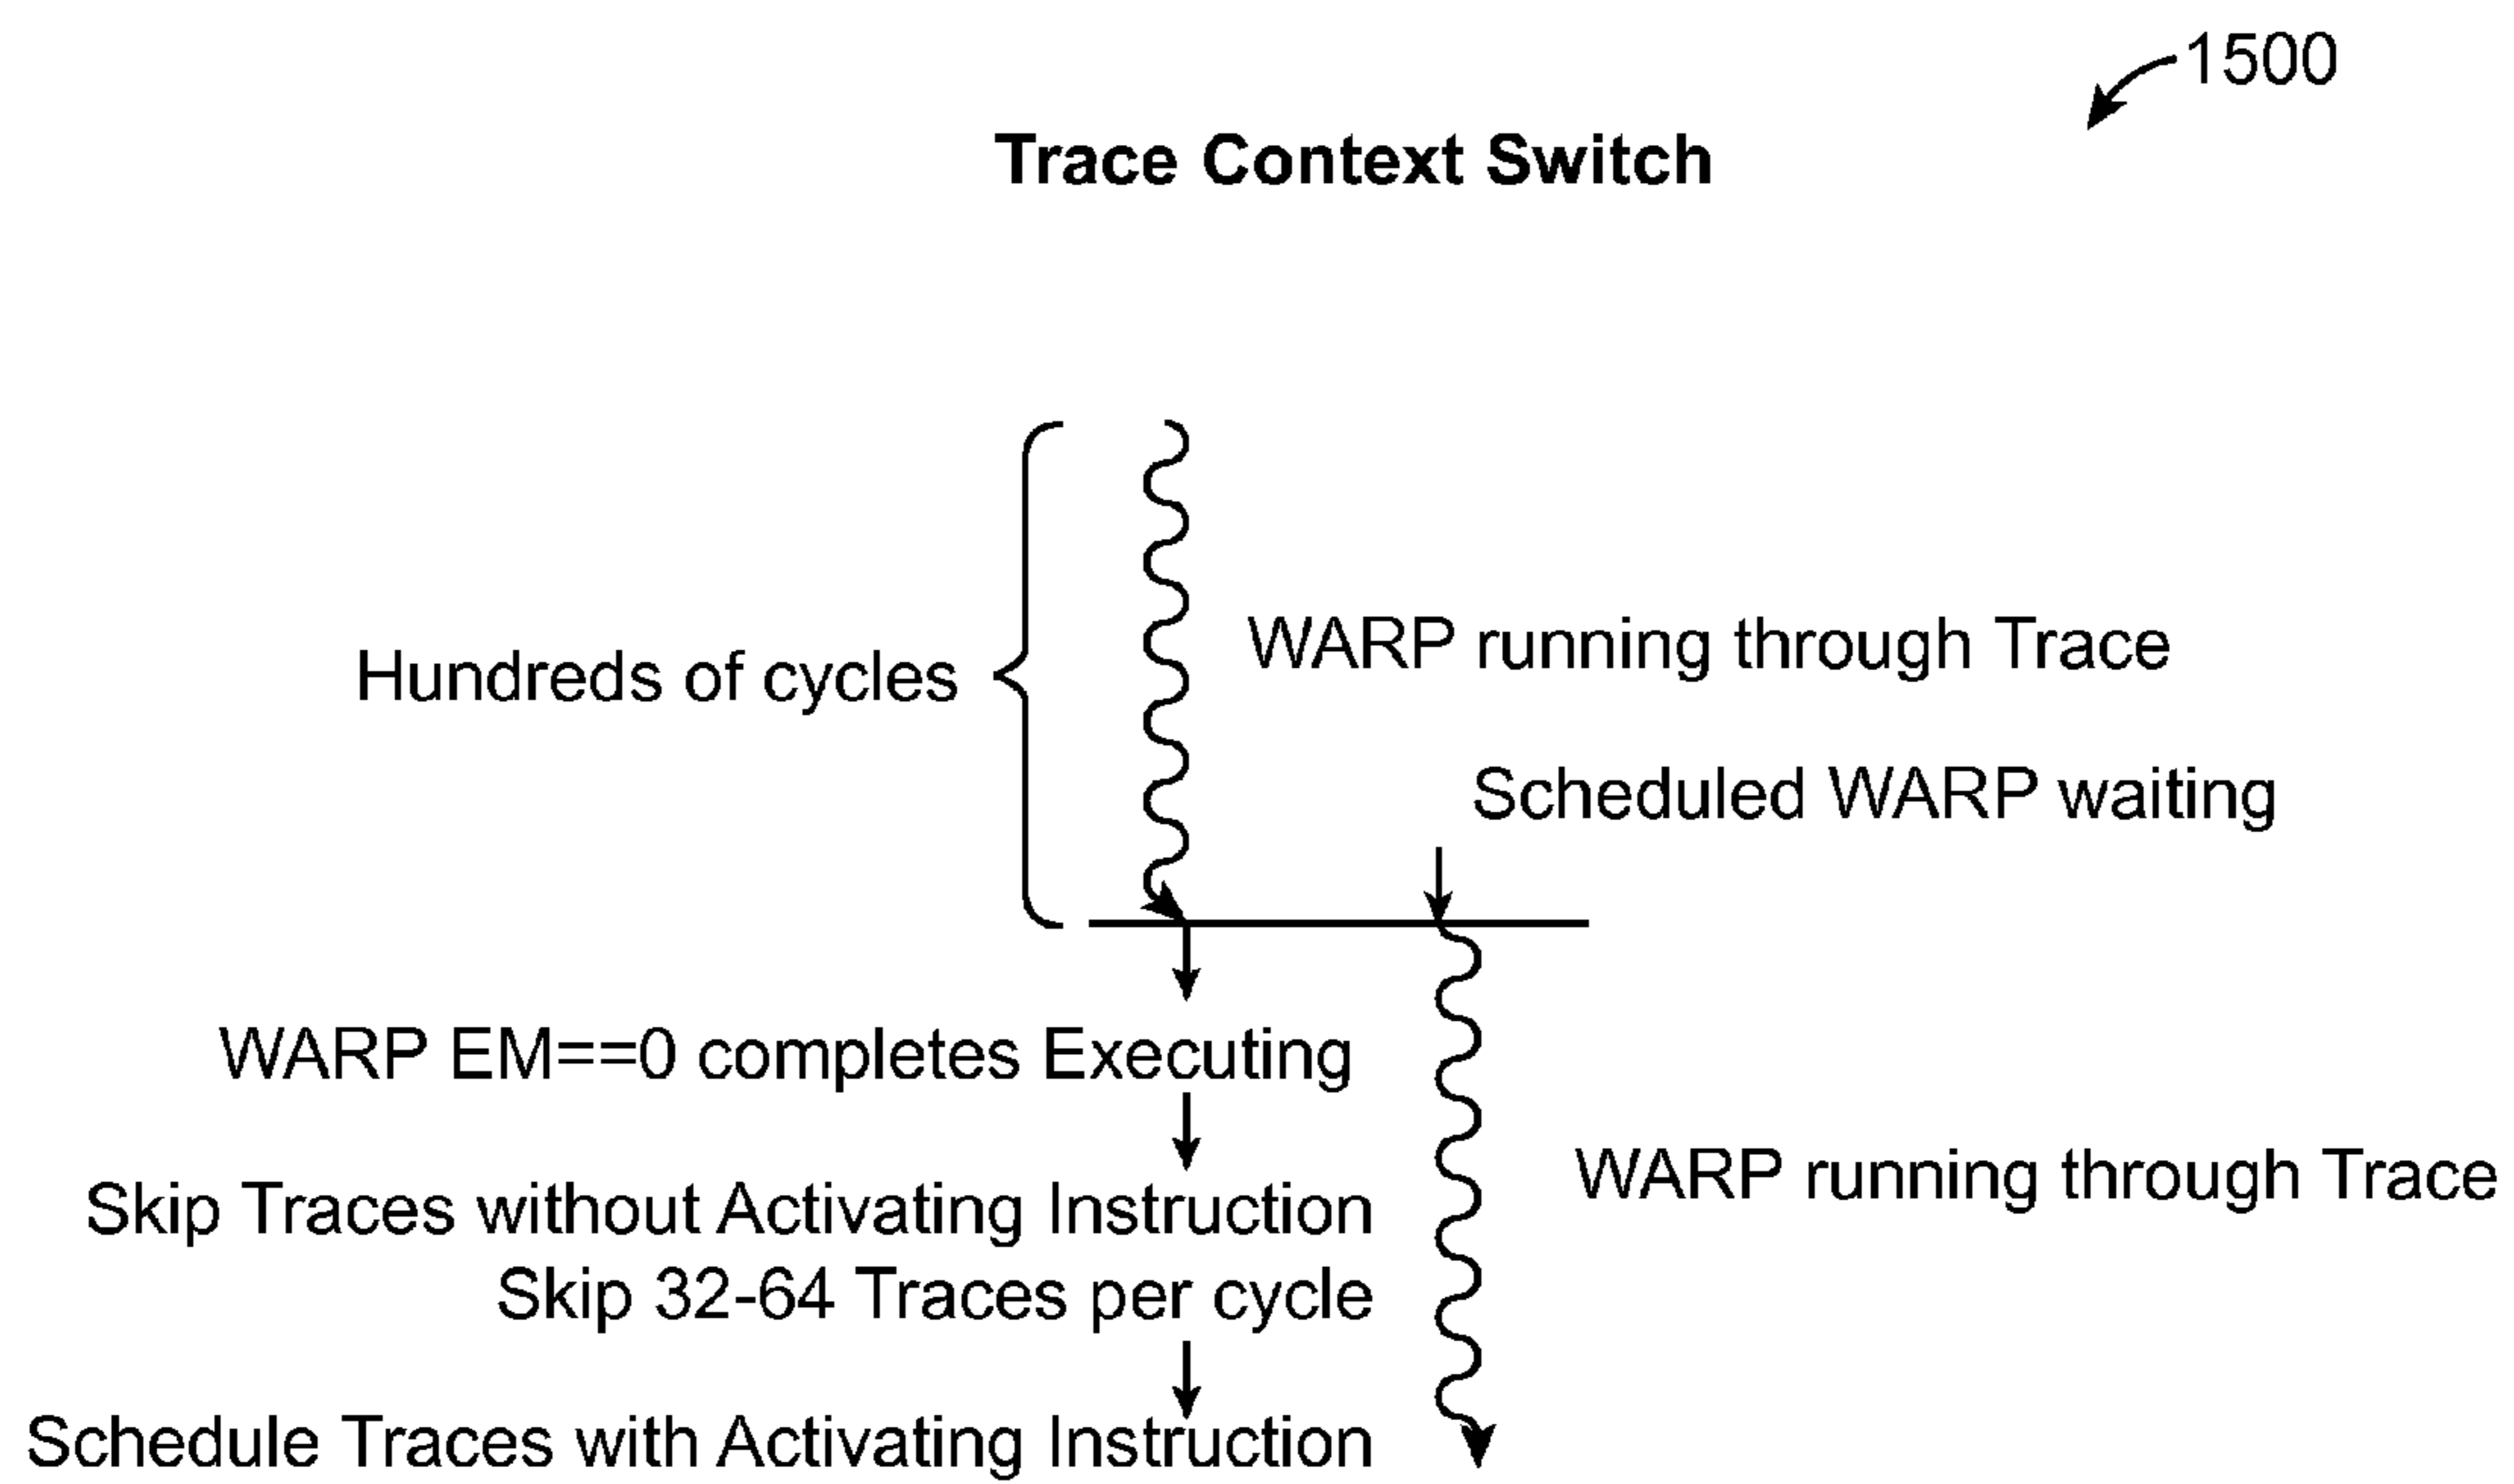 1500
Trace Context Switch
Hundreds of cycles
WARP running through Trace
Scheduled WARP waiting
WARP EM==0 completes Executing
Skip Traces without Activating Instruction
Skip 32-64 Traces per cycle
WARP running through Trace
Schedule Traces with Activating Instruction